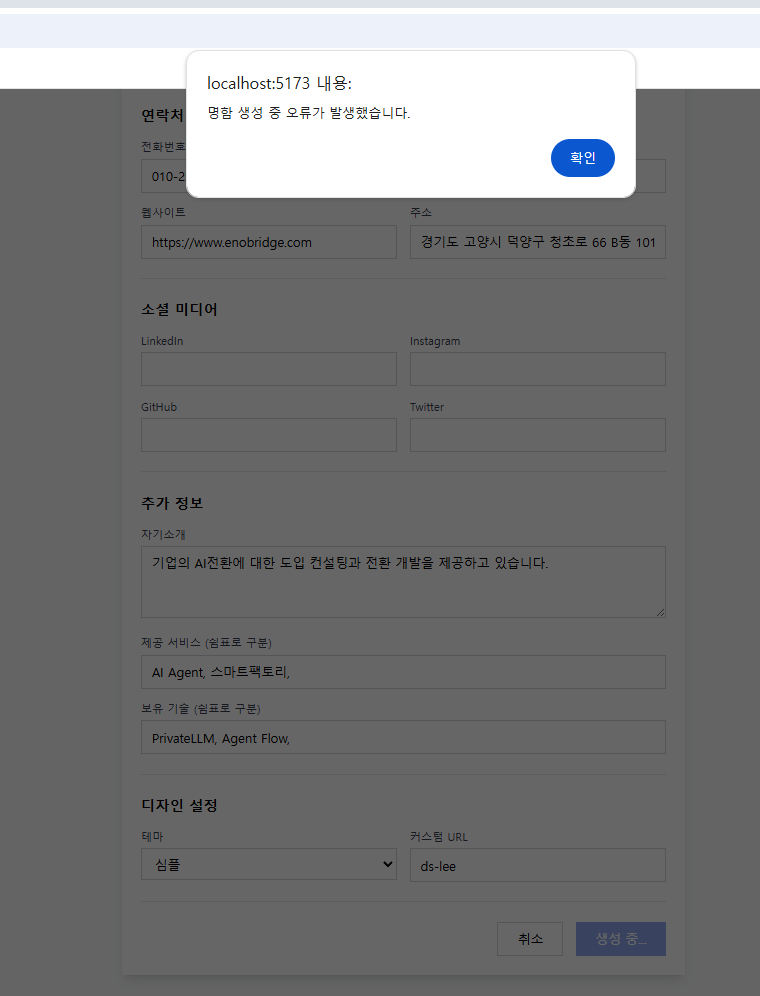 localhost:5173 내용:
명함 생성 중 오류가 발생했습니다.
확인
연락처
전화번호
010-2
웹사이트
주소
https://www.enobridge.com
경기도 고양시 덕양구 청초로 66 B동 101
소셜 미디어
LinkedIn
Instagram
GitHub
Twitter
추가 정보
자기소개
기업의 AI전환에 대한 도입 컨설팅과 전환 개발을 제공하고 있습니다.
제공 서비스 (쉼표로 구분)
AI Agent, 스마트팩토리,
보유 기술 (쉼표로 구분)
PrivateLLM, Agent Flow,
디자인 설정
테마
커스텀 URL
심플
ds-lee
취소
생성 중...